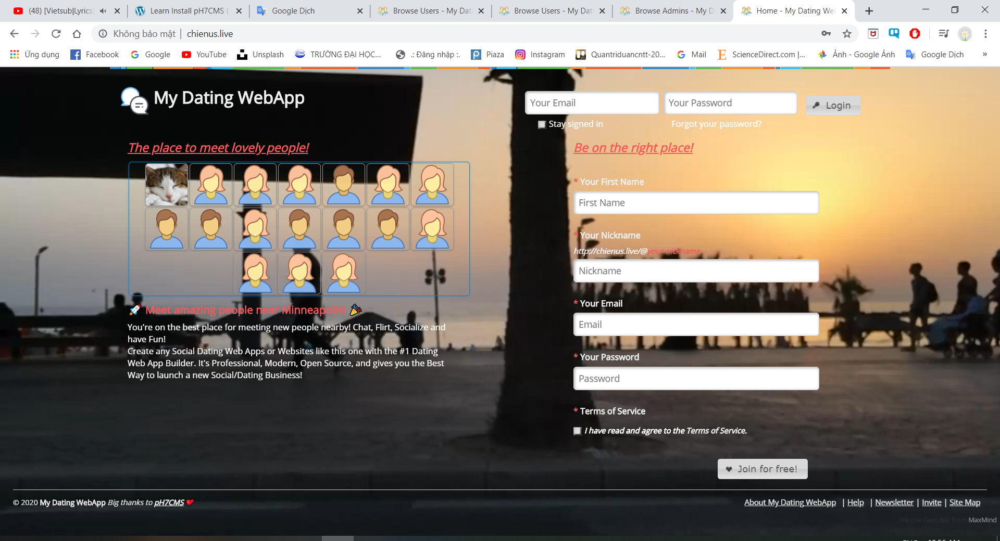 (48) [Vietsub|Lyrics]
Learn Install pH7CMS (
Google Dịch
Browse Users - My Dat
Browse Users - My Dat
Browse Admins - My D
Home - My Dating We
Không bảo mật | chienus.live
Ứng dụng
Facebook
Google
YouTube
Unsplash
TRƯỜNG ĐẠI HỌC...
.: Đăng nhập :.
Piaza
Instagram
Quantriduancntt-20...
Mail
ScienceDirect.com |...
Ảnh - Google Ảnh
Google Dịch
»
My Dating WebApp
Your Email
Your Password
Login
Stay signed in
Forgot your password?
The place to meet lovely people!
Meet amazing people near Minneapolis!
You're on the best place for meeting new people nearby! Chat, Flirt, Socialize and
have Fun!
Create any Social Dating Web Apps or Websites like this one with the #1 Dating
Web App Builder. It's Professional, Modern, Open Source, and gives you the Best
Way to launch a new Social/Dating Business!
Be on the right place!
* Your First Name
First Name
* Your Nickname
http://chienus.live/@your-nickname
Nickname
* Your Email
Email
* Your Password
Password
* Terms of Service
I have read and agree to the Terms of Service.
Join for free!
© 2020 My Dating WebApp Big thanks to pH7CMS
About My Dating WebApp | Help | Newsletter | Invite | Site Map
We use GeoLite2 from MaxMind